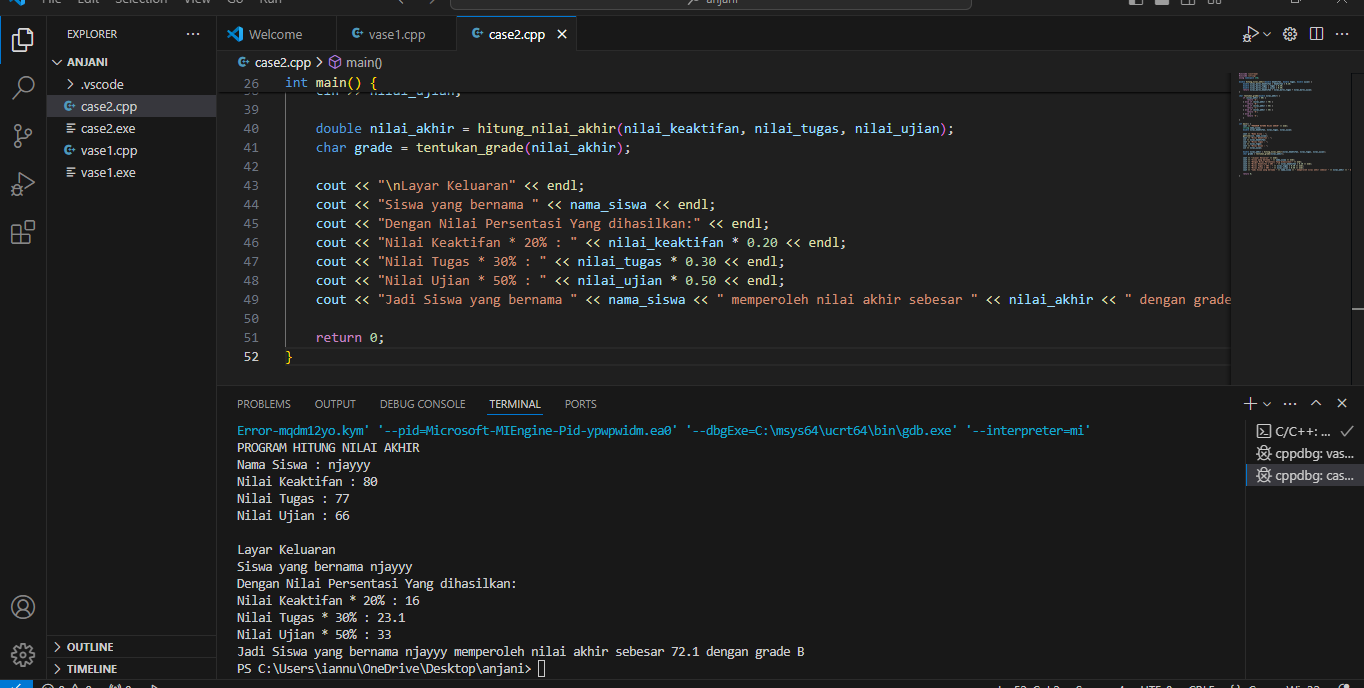 File Edit Selection View Go Run
anjani
EXPLORER
ANJANI
.vscode
case2.cpp
case2.exe
vase1.cpp
vase1.exe
OUTLINE
TIMELINE
Welcome
vase1.cpp
case2.cpp
case2.cpp > main()
26 int main() {
38 cin >> nilai_ujian;
39
40 double nilai_akhir = hitung_nilai_akhir(nilai_keaktifan, nilai_tugas, nilai_ujian);
41 char grade = tentukan_grade(nilai_akhir);
42
43 cout << "\nLayar Keluaran" << endl;
44 cout << "Siswa yang bernama " << nama_siswa << endl;
45 cout << "Dengan Nilai Persentasi Yang dihasilkan:" << endl;
46 cout << "Nilai Keaktifan * 20% : " << nilai_keaktifan * 0.20 << endl;
47 cout << "Nilai Tugas * 30% : " << nilai_tugas * 0.30 << endl;
48 cout << "Nilai Ujian * 50% : " << nilai_ujian * 0.50 << endl;
49 cout << "Jadi Siswa yang bernama " << nama_siswa << " memperoleh nilai akhir sebesar " << nilai_akhir << " dengan grade
50
51 return 0;
52 }
PROBLEMS OUTPUT DEBUG CONSOLE TERMINAL PORTS
Error-mqdm12yo.kym' '--pid=Microsoft-MIEngine-Pid-ypwpwidm.ea0' '--dbgExe=C:\msys64\ucrt64\bin\gdb.exe' '--interpreter=mi'
PROGRAM HITUNG NILAI AKHIR
Nama Siswa : njayyy
Nilai Keaktifan : 80
Nilai Tugas : 77
Nilai Ujian : 66
Layar Keluaran
Siswa yang bernama njayyy
Dengan Nilai Persentasi Yang dihasilkan:
Nilai Keaktifan * 20% : 16
Nilai Tugas * 30% : 23.1
Nilai Ujian * 50% : 33
Jadi Siswa yang bernama njayyy memperoleh nilai akhir sebesar 72.1 dengan grade B
PS C:\Users\iannu\OneDrive\Desktop\anjani>
C/C++: ...
cppdbg: vas...
cppdbg: cas...